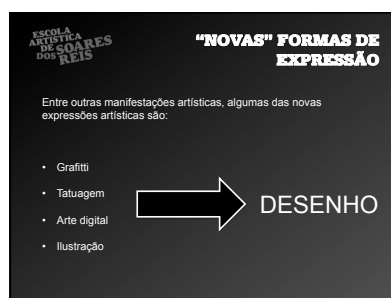 ESCOLA
ARTÍSTICA
DE SOARES
DOS REIS
“NOVAS” FORMAS DE
EXPRESSÃO
Entre outras manifestações artísticas, algumas das novas
expressões artísticas são:
• Grafitti
• Tatuagem
• Arte digital
• Ilustração
DESENHO